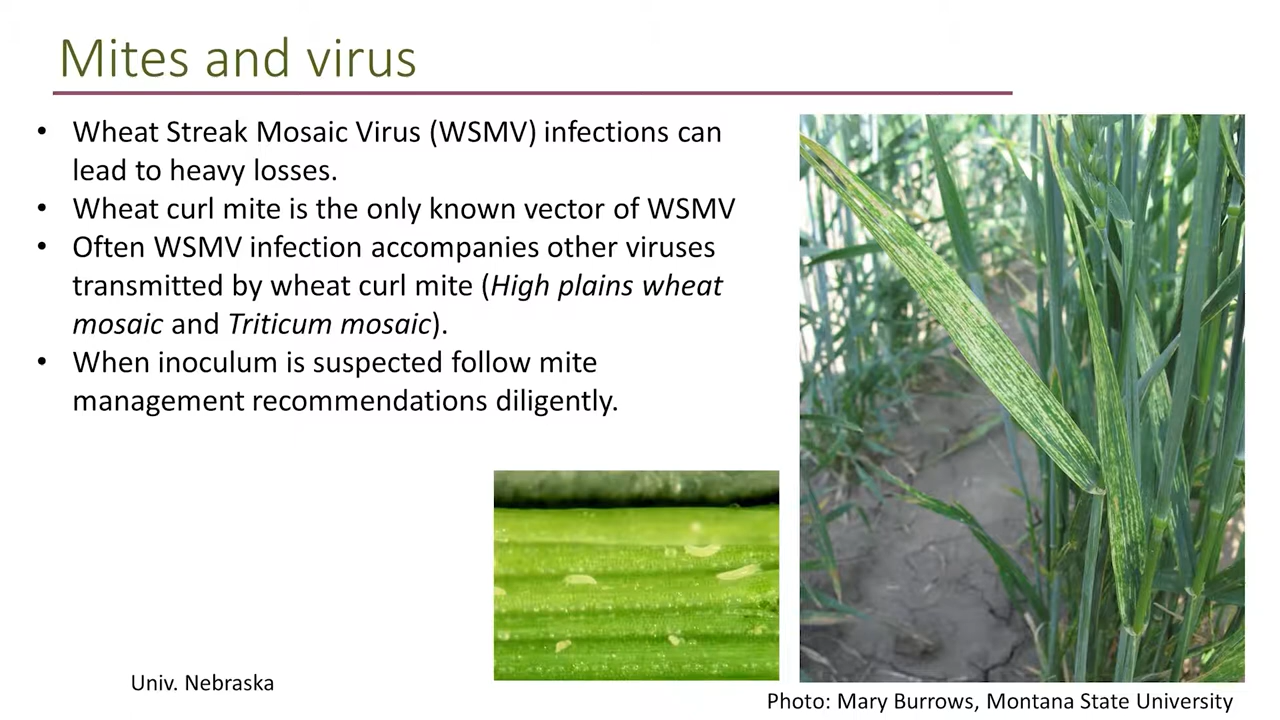 Mites and virus
• Wheat Streak Mosaic Virus (WSMV) infections can
lead to heavy losses.
• Wheat curl mite is the only known vector of WSMV
• Often WSMV infection accompanies other viruses
transmitted by wheat curl mite (High plains wheat
mosaic and Triticum mosaic).
• When inoculum is suspected follow mite
management recommendations diligently.
Univ. Nebraska
Photo: Mary Burrows, Montana State University